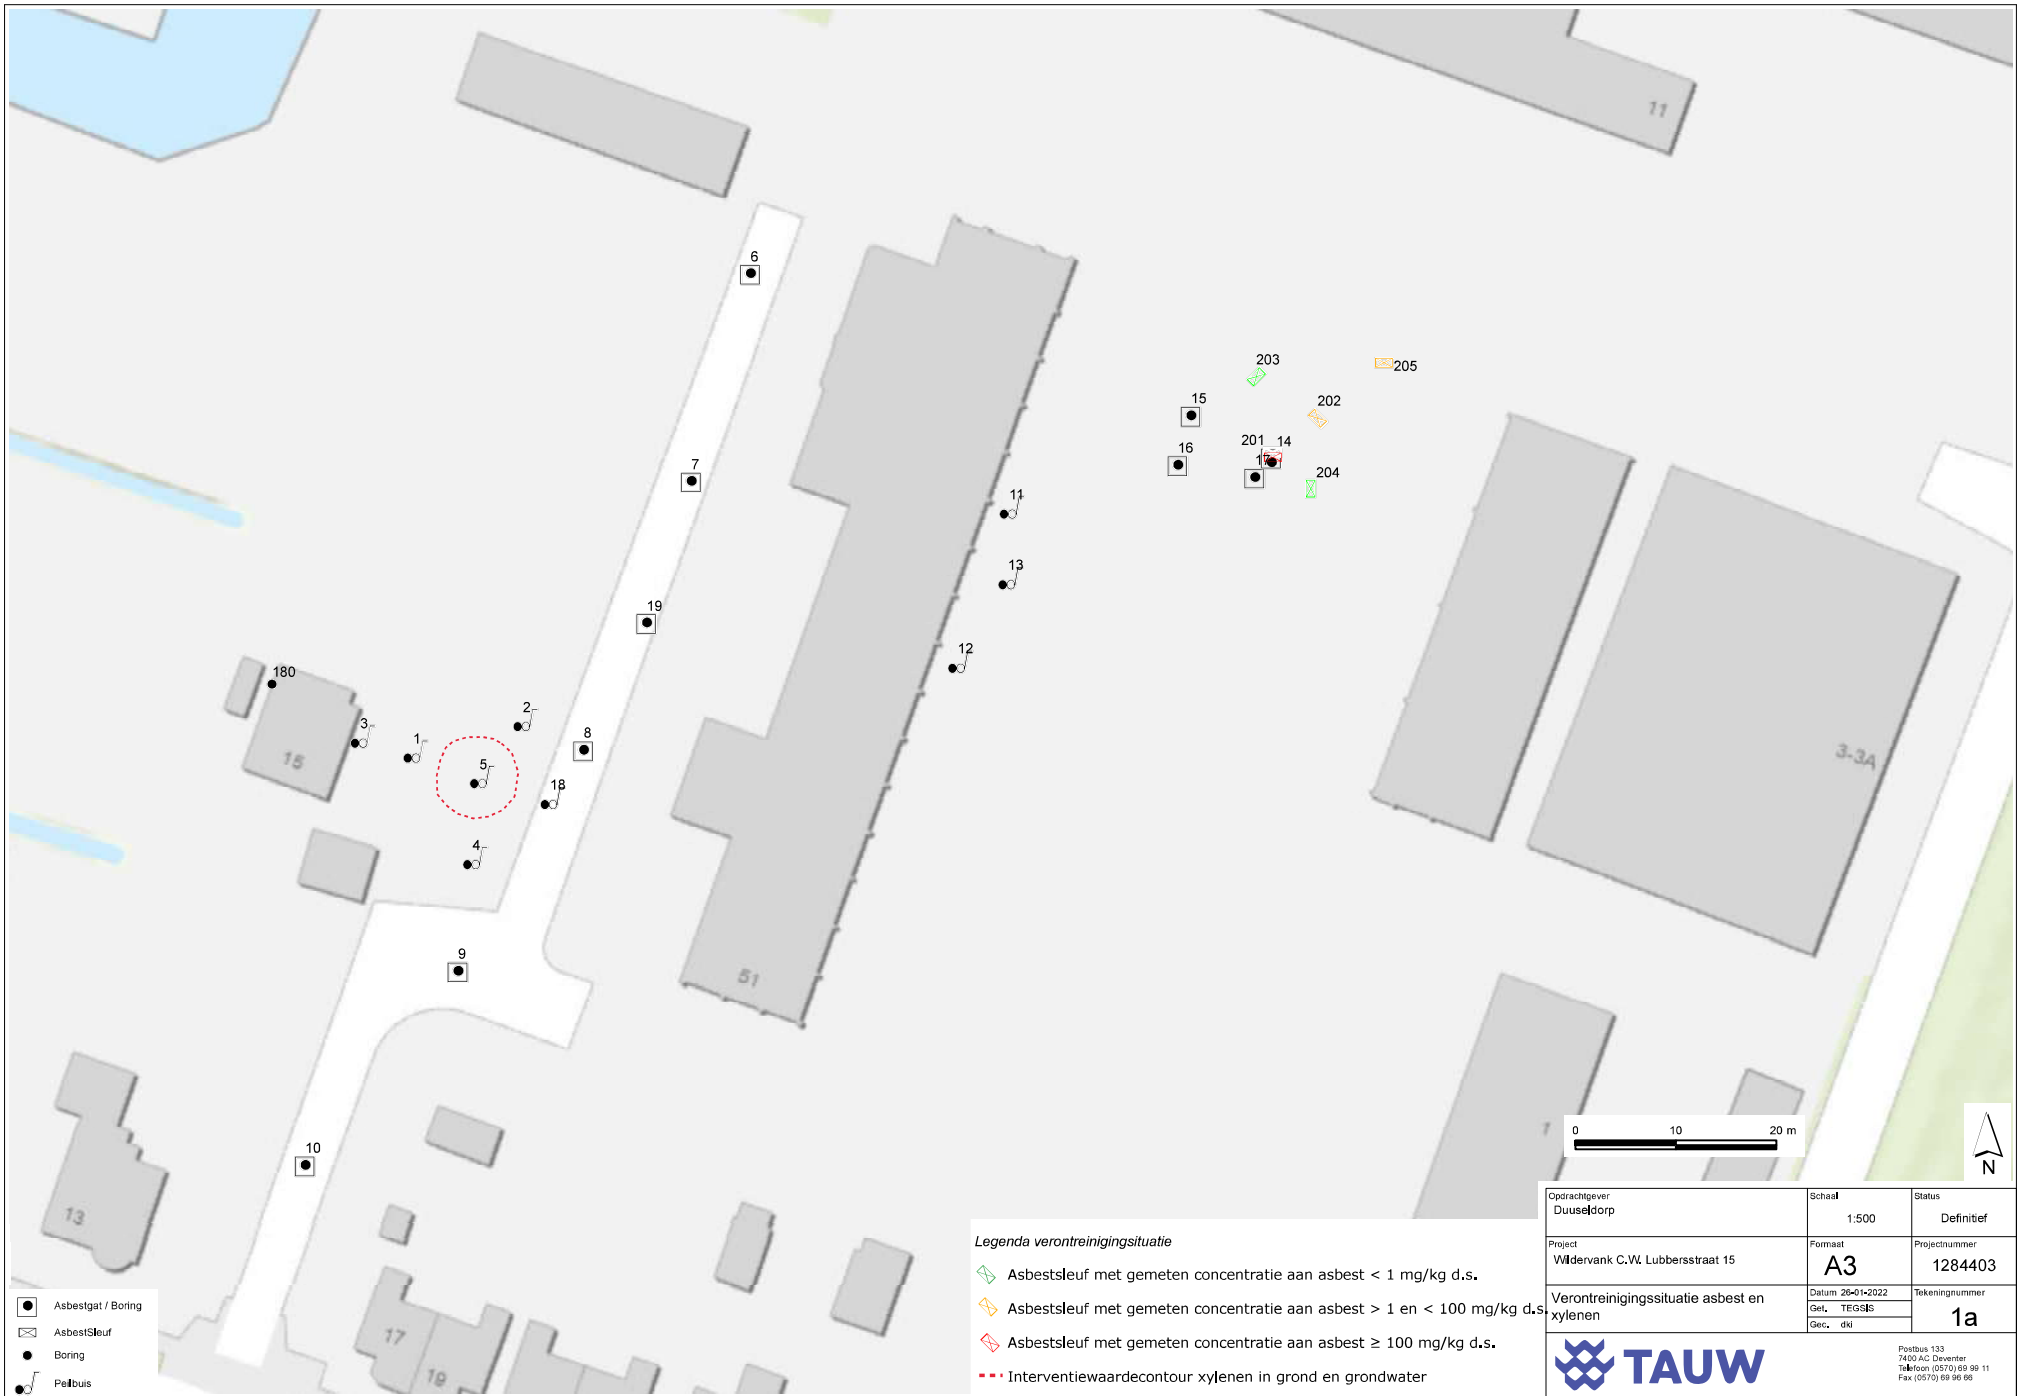 11
6
203
205
15
202
201
14
16
17
7
204
11
13
19
12
180
2
3
1
8
15
5
18
3-3A
4
9
51
10
1
0 10 20 m
N
13
17
19
Asbestgat / Boring
AsbestSleuf
Boring
Peilbuis
Legenda verontreinigingsituatie
Asbestsleuf met gemeten concentratie aan asbest < 1 mg/kg d.s.
Asbestsleuf met gemeten concentratie aan asbest > 1 en < 100 mg/kg d.s.
Asbestsleuf met gemeten concentratie aan asbest ≥ 100 mg/kg d.s.
Interventiewaardecontour xylenen in grond en grondwater
Opdrachtgever
Duuseldorp
Schaal
1:500
Status
Definitief
Project
Wildervank C.W. Lubbersstraat 15
Formaat
A3
Projectnummer
1284403
Verontreinigingssituatie asbest en
xylenen
Datum 26-01-2022
Get. TEGSIS
Gec. dki
Tekeningnummer
1a
TAUW
Postbus 133
7400 AC Deventer
Telefoon (0570) 69 99 11
Fax (0570) 69 96 66